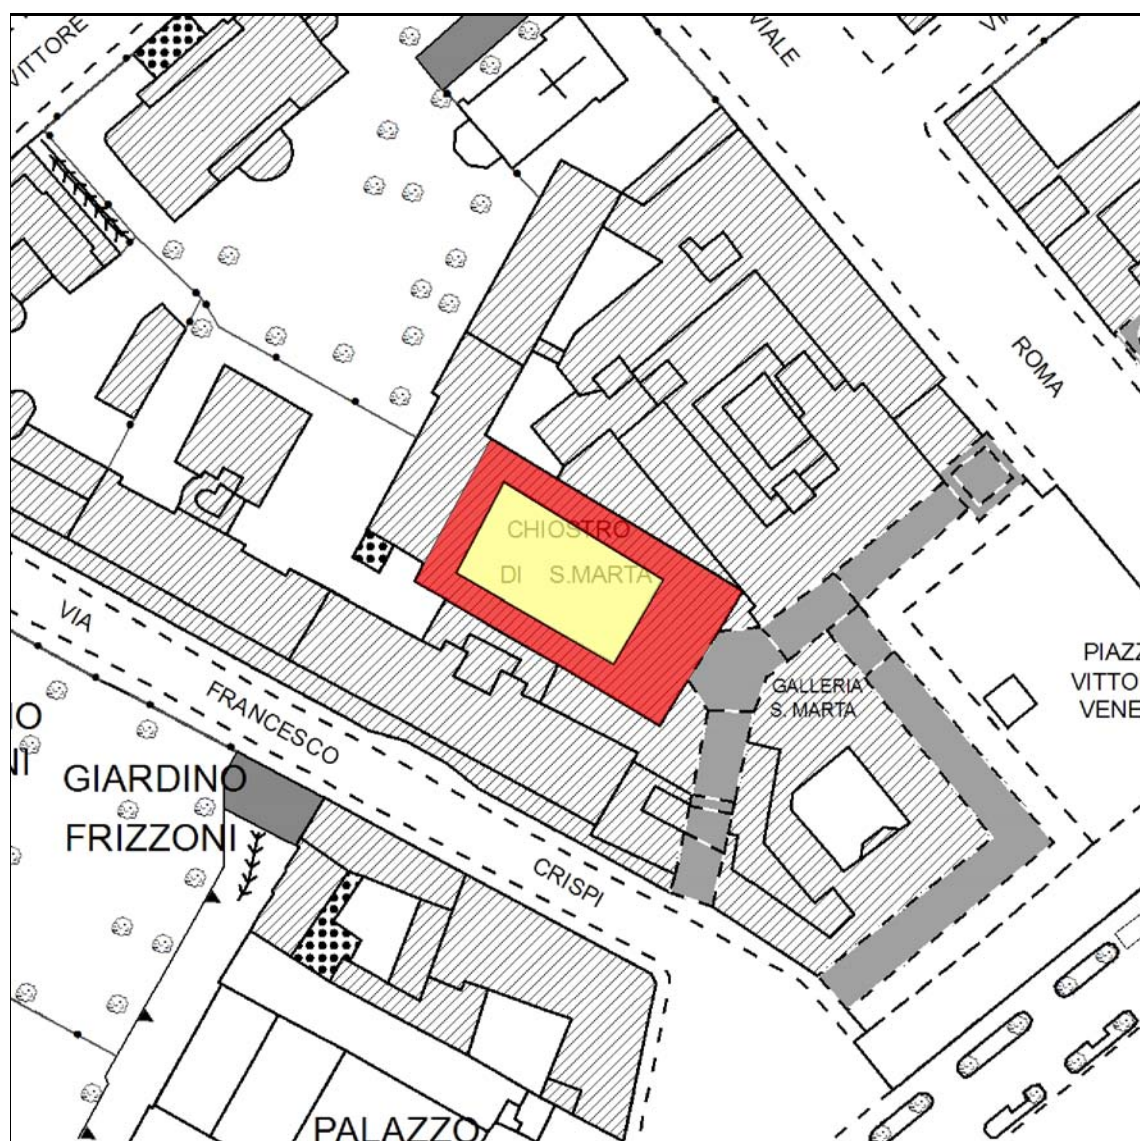 VITTORE
VIALE
ROMA
CHIOSTRO
DI S.MARTA
VIA
FRANCESCO
CRISPI
GALLERIA
S. MARTA
GIARDINO
FRIZZONI
PALAZZO